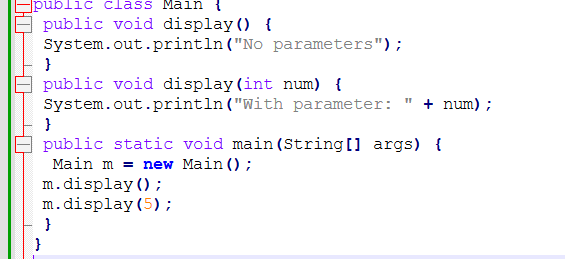 public class Main {
public void display() {
System.out.println("No parameters");
}
public void display(int num) {
System.out.println("With parameter: " + num);
}
public static void main(String[] args) {
Main m = new Main();
m.display();
m.display(5);
}
}